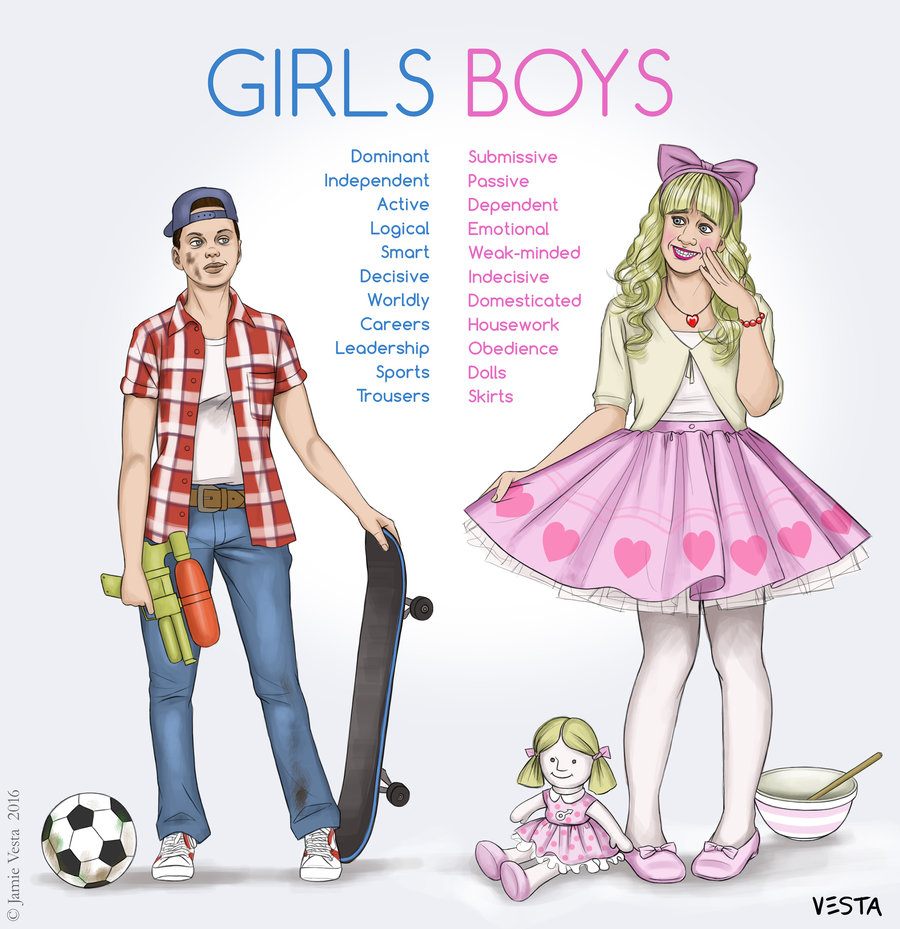 GIRLS BOYS
Dominant Submissive
Independent Passive
Active Dependent
Logical Emotional
Smart Weak-minded
Decisive Indecisive
Worldly Domesticated
Careers Housework
Leadership Obedience
Sports Dolls
Trousers Skirts
© Jamie Vesta 2016
VESTA